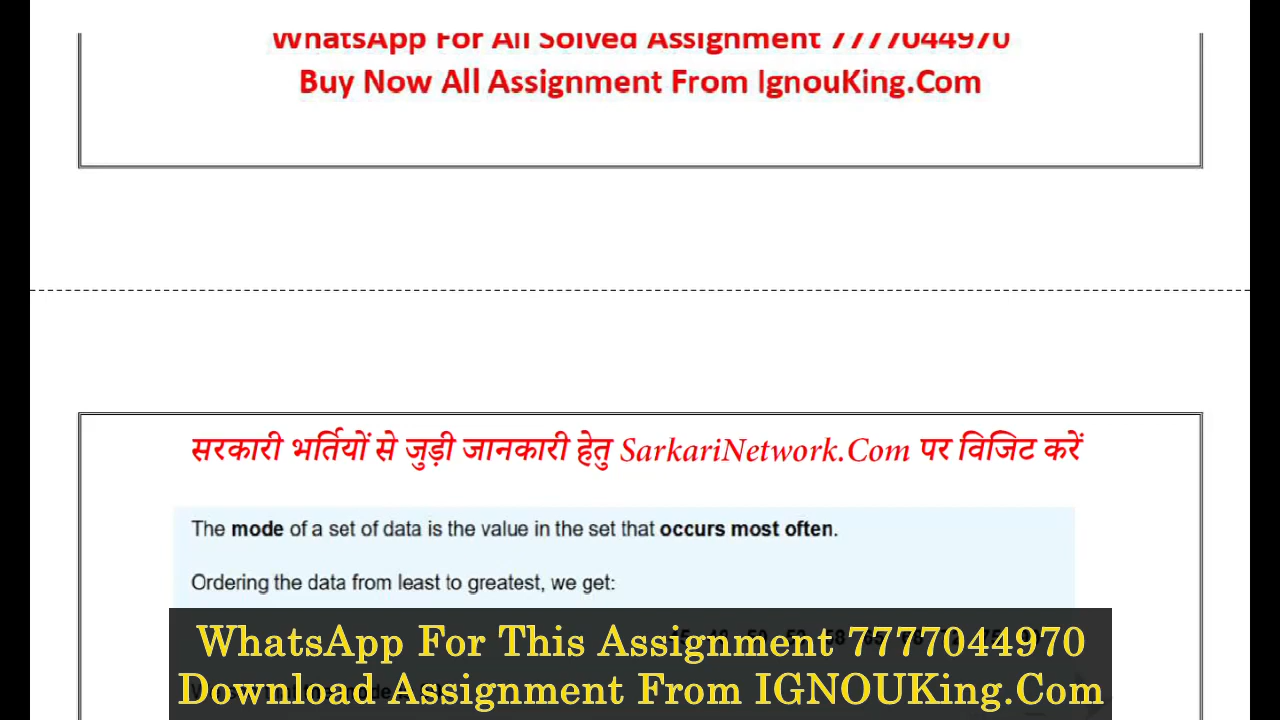 WhatsApp For All Solved Assignment 7777044970
Buy Now All Assignment From IgnouKing.Com
सरकारी भर्तियों से जुड़ी जानकारी हेतु SarkariNetwork.Com पर विजिट करें
The mode of a set of data is the value in the set that occurs most often.
Ordering the data from least to greatest, we get:
WhatsApp For This Assignment 7777044970
Download Assignment From IGNOUKing.Com